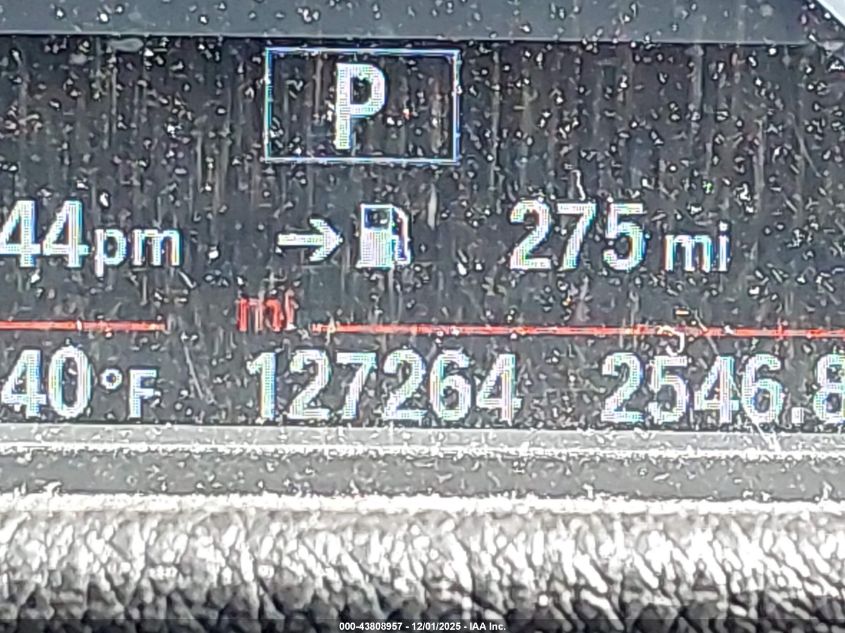 P
44pm → 275 mi
mi
40°F 127264 2546.8
000-43808957 - 12/01/2025 - IAA Inc.